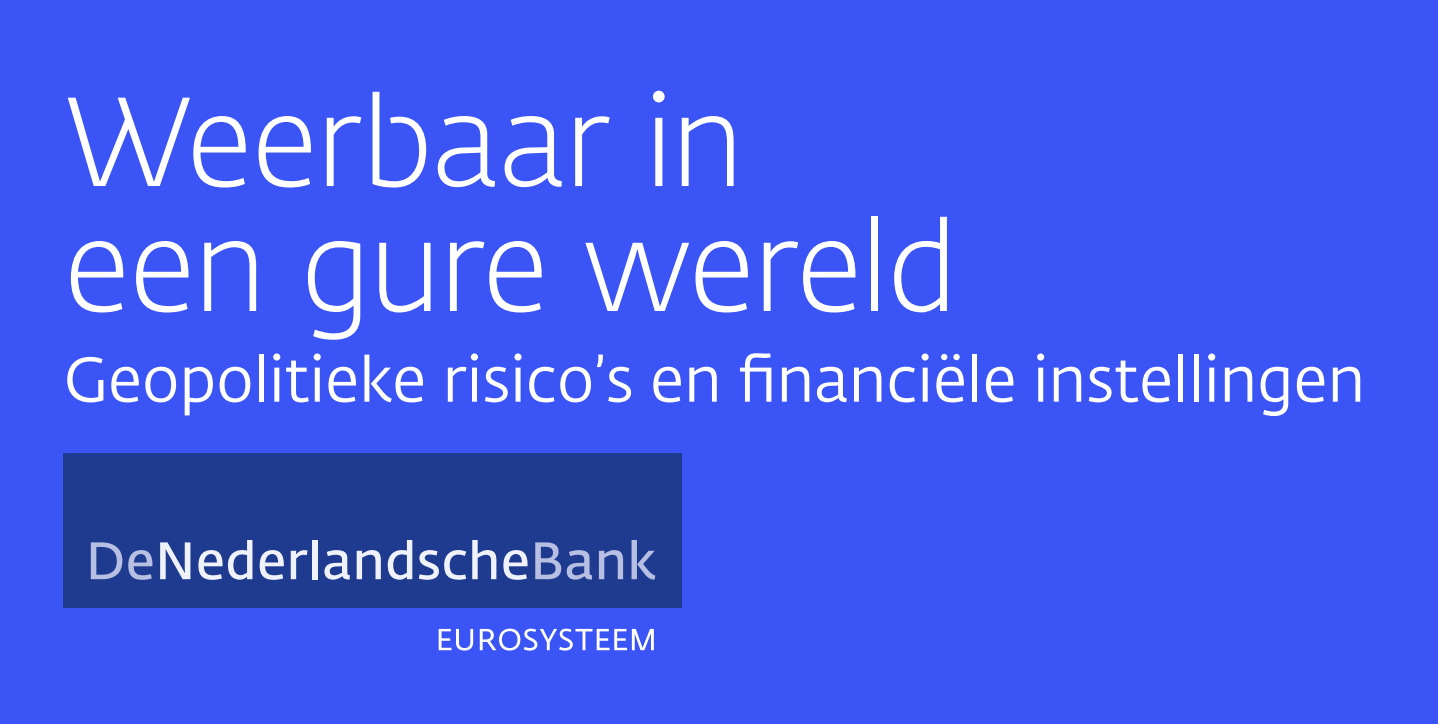 Weerbaar in
een gure wereld
Geopolitieke risico’s en financiële instellingen
DeNederlandscheBank
EUROSYSTEEM